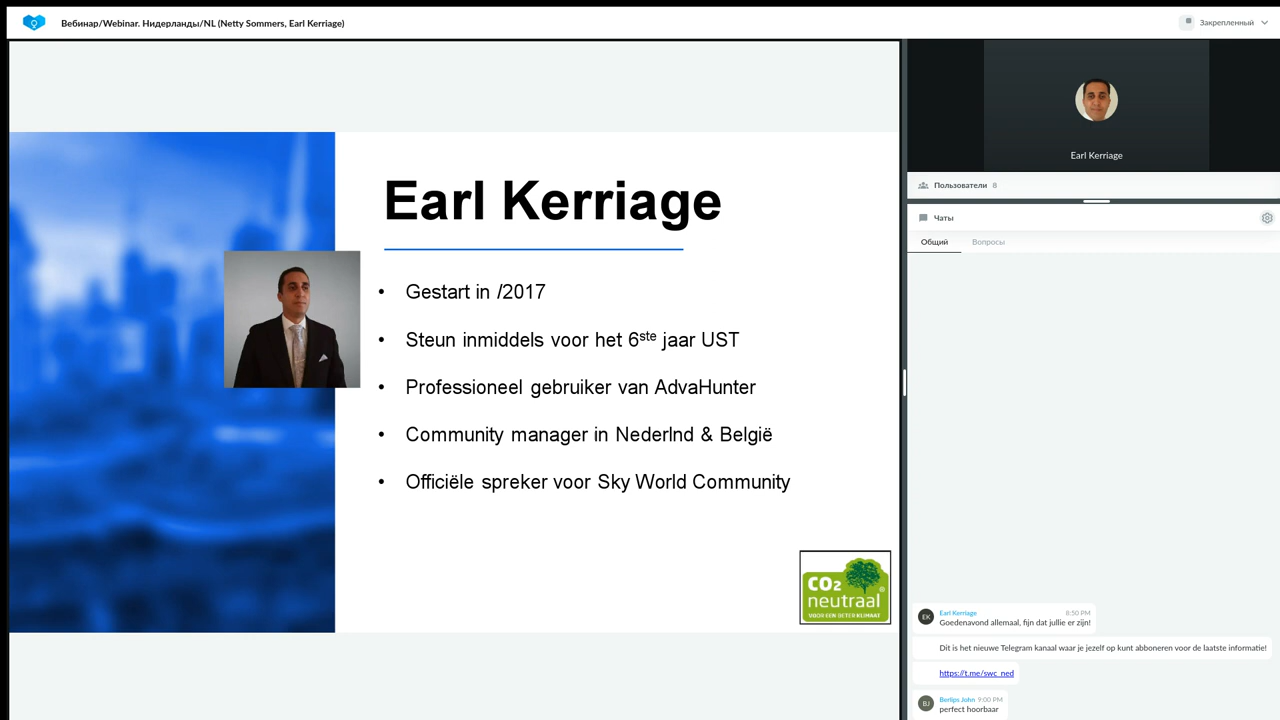 Вебинар/Webinar. Нидерланды/NL (Netty Sommers, Earl Kerriage)
Закрепленный
Earl Kerriage
• Gestart in /2017
• Steun inmiddels voor het 6ste jaar UST
• Professioneel gebruiker van AdvaHunter
• Community manager in Nederlnd & België
• Officiële spreker voor Sky World Community
CO2
neutraal
VOOR EEN BETER KLIMAAT
Earl Kerriage
Пользователи 8
Чаты
Общий Вопросы
EK
Earl Kerriage 8:50 PM
Goedenavond allemaal, fijn dat jullie er zijn!
Dit is het nieuwe Telegram kanaal waar je jezelf op kunt abboneren voor de laatste informatie!
https://t.me/swc_ned
BJ
Berlips John 9:00 PM
perfect hoorbaar